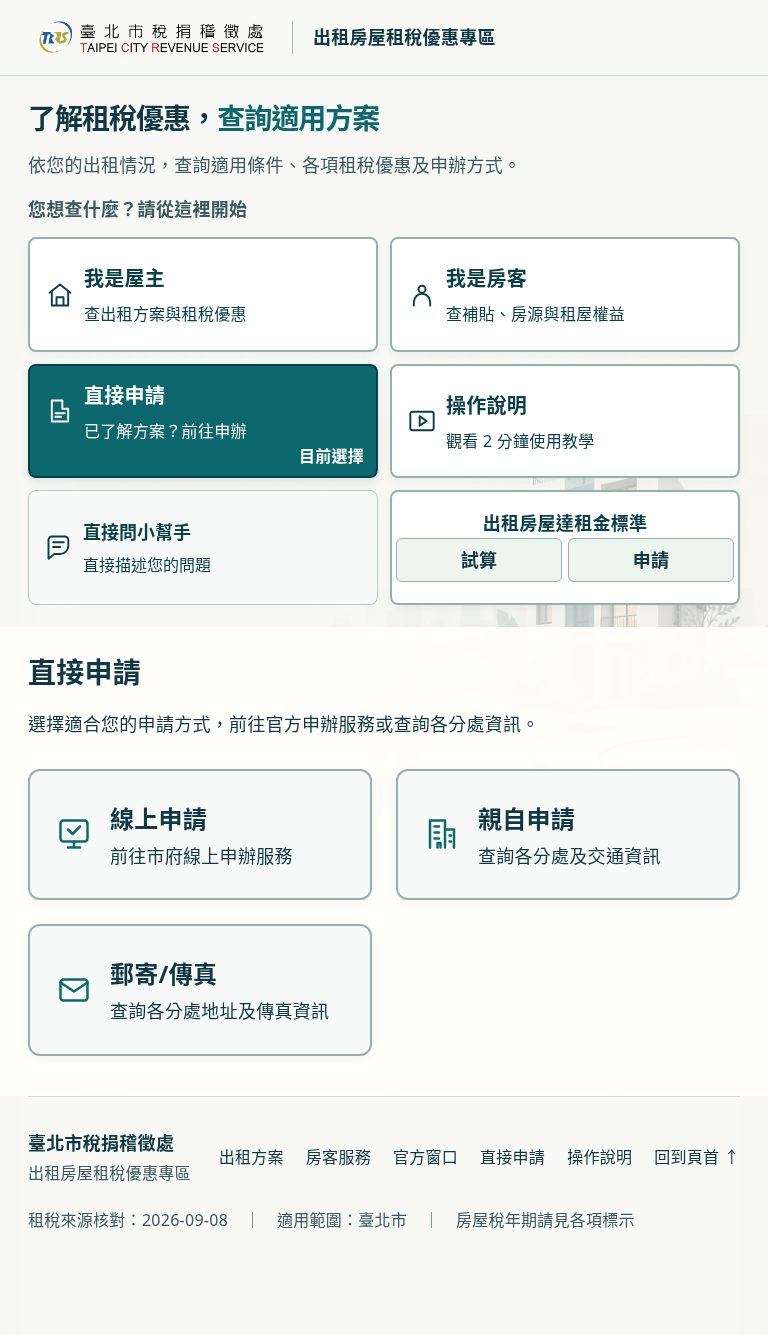 臺北市稅捐稽徵處
TAIPEI CITY REVENUE SERVICE
出租房屋租稅優惠專區
了解租稅優惠，查詢適用方案
依您的出租情況，查詢適用條件、各項租稅優惠及申辦方式。
您想查什麼？請從這裡開始
我是屋主
查出租方案與租稅優惠
我是房客
查補貼、房源與租屋權益
直接申請
已了解方案？前往申辦
目前選擇
操作說明
觀看 2 分鐘使用教學
直接問小幫手
直接描述您的問題
出租房屋達租金標準
試算
申請
直接申請
選擇適合您的申請方式，前往官方申辦服務或查詢各分處資訊。
線上申請
前往市府線上申辦服務
親自申請
查詢各分處及交通資訊
郵寄/傳真
查詢各分處地址及傳真資訊
臺北市稅捐稽徵處
出租房屋租稅優惠專區
出租方案 房客服務 官方窗口 直接申請 操作說明 回到頁首 ↑
租稅來源核對：2026-09-08 ｜ 適用範圍：臺北市 ｜ 房屋稅年期請見各項標示